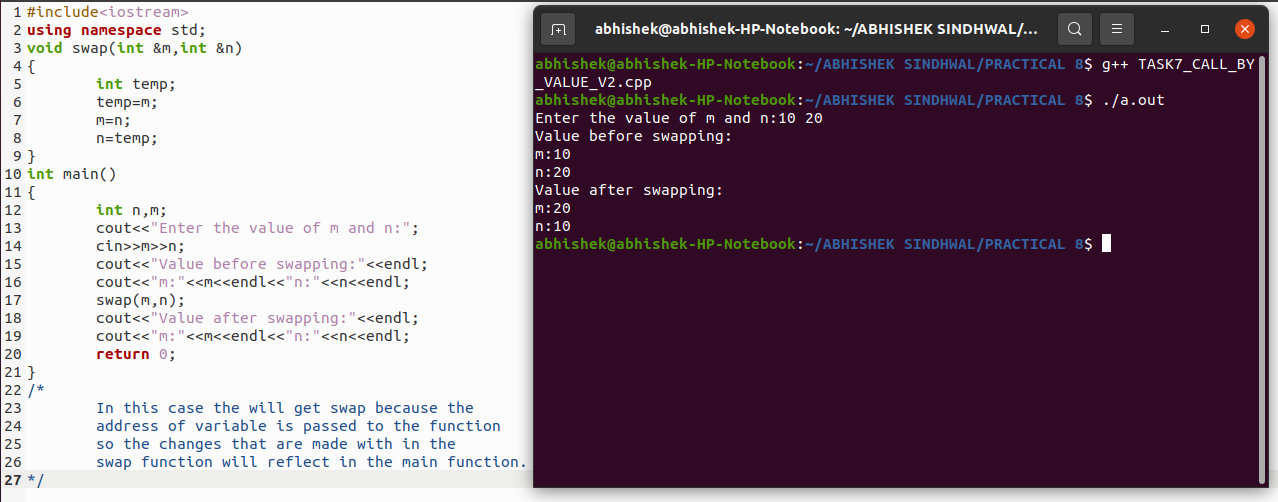 1 #include<iostream>
2 using namespace std;
3 void swap(int &m,int &n)
4 {
5 int temp;
6 temp=m;
7 m=n;
8 n=temp;
9 }
10 int main()
11 {
12 int n,m;
13 cout<<"Enter the value of m and n:";
14 cin>>m>>n;
15 cout<<"Value before swapping:"<<endl;
16 cout<<"m:"<<m<<endl<<"n:"<<n<<endl;
17 swap(m,n);
18 cout<<"Value after swapping:"<<endl;
19 cout<<"m:"<<m<<endl<<"n:"<<n<<endl;
20 return 0;
21 }
22 /*
23 In this case the will get swap because the
24 address of variable is passed to the function
25 so the changes that are made with in the
26 swap function will reflect in the main function.
27 */
abhishek@abhishek-HP-Notebook: ~/ABHISHEK SINDHWAL/...
abhishek@abhishek-HP-Notebook:~/ABHISHEK SINDHWAL/PRACTICAL 8$ g++ TASK7_CALL_BY
_VALUE_V2.cpp
abhishek@abhishek-HP-Notebook:~/ABHISHEK SINDHWAL/PRACTICAL 8$ ./a.out
Enter the value of m and n:10 20
Value before swapping:
m:10
n:20
Value after swapping:
m:20
n:10
abhishek@abhishek-HP-Notebook:~/ABHISHEK SINDHWAL/PRACTICAL 8$